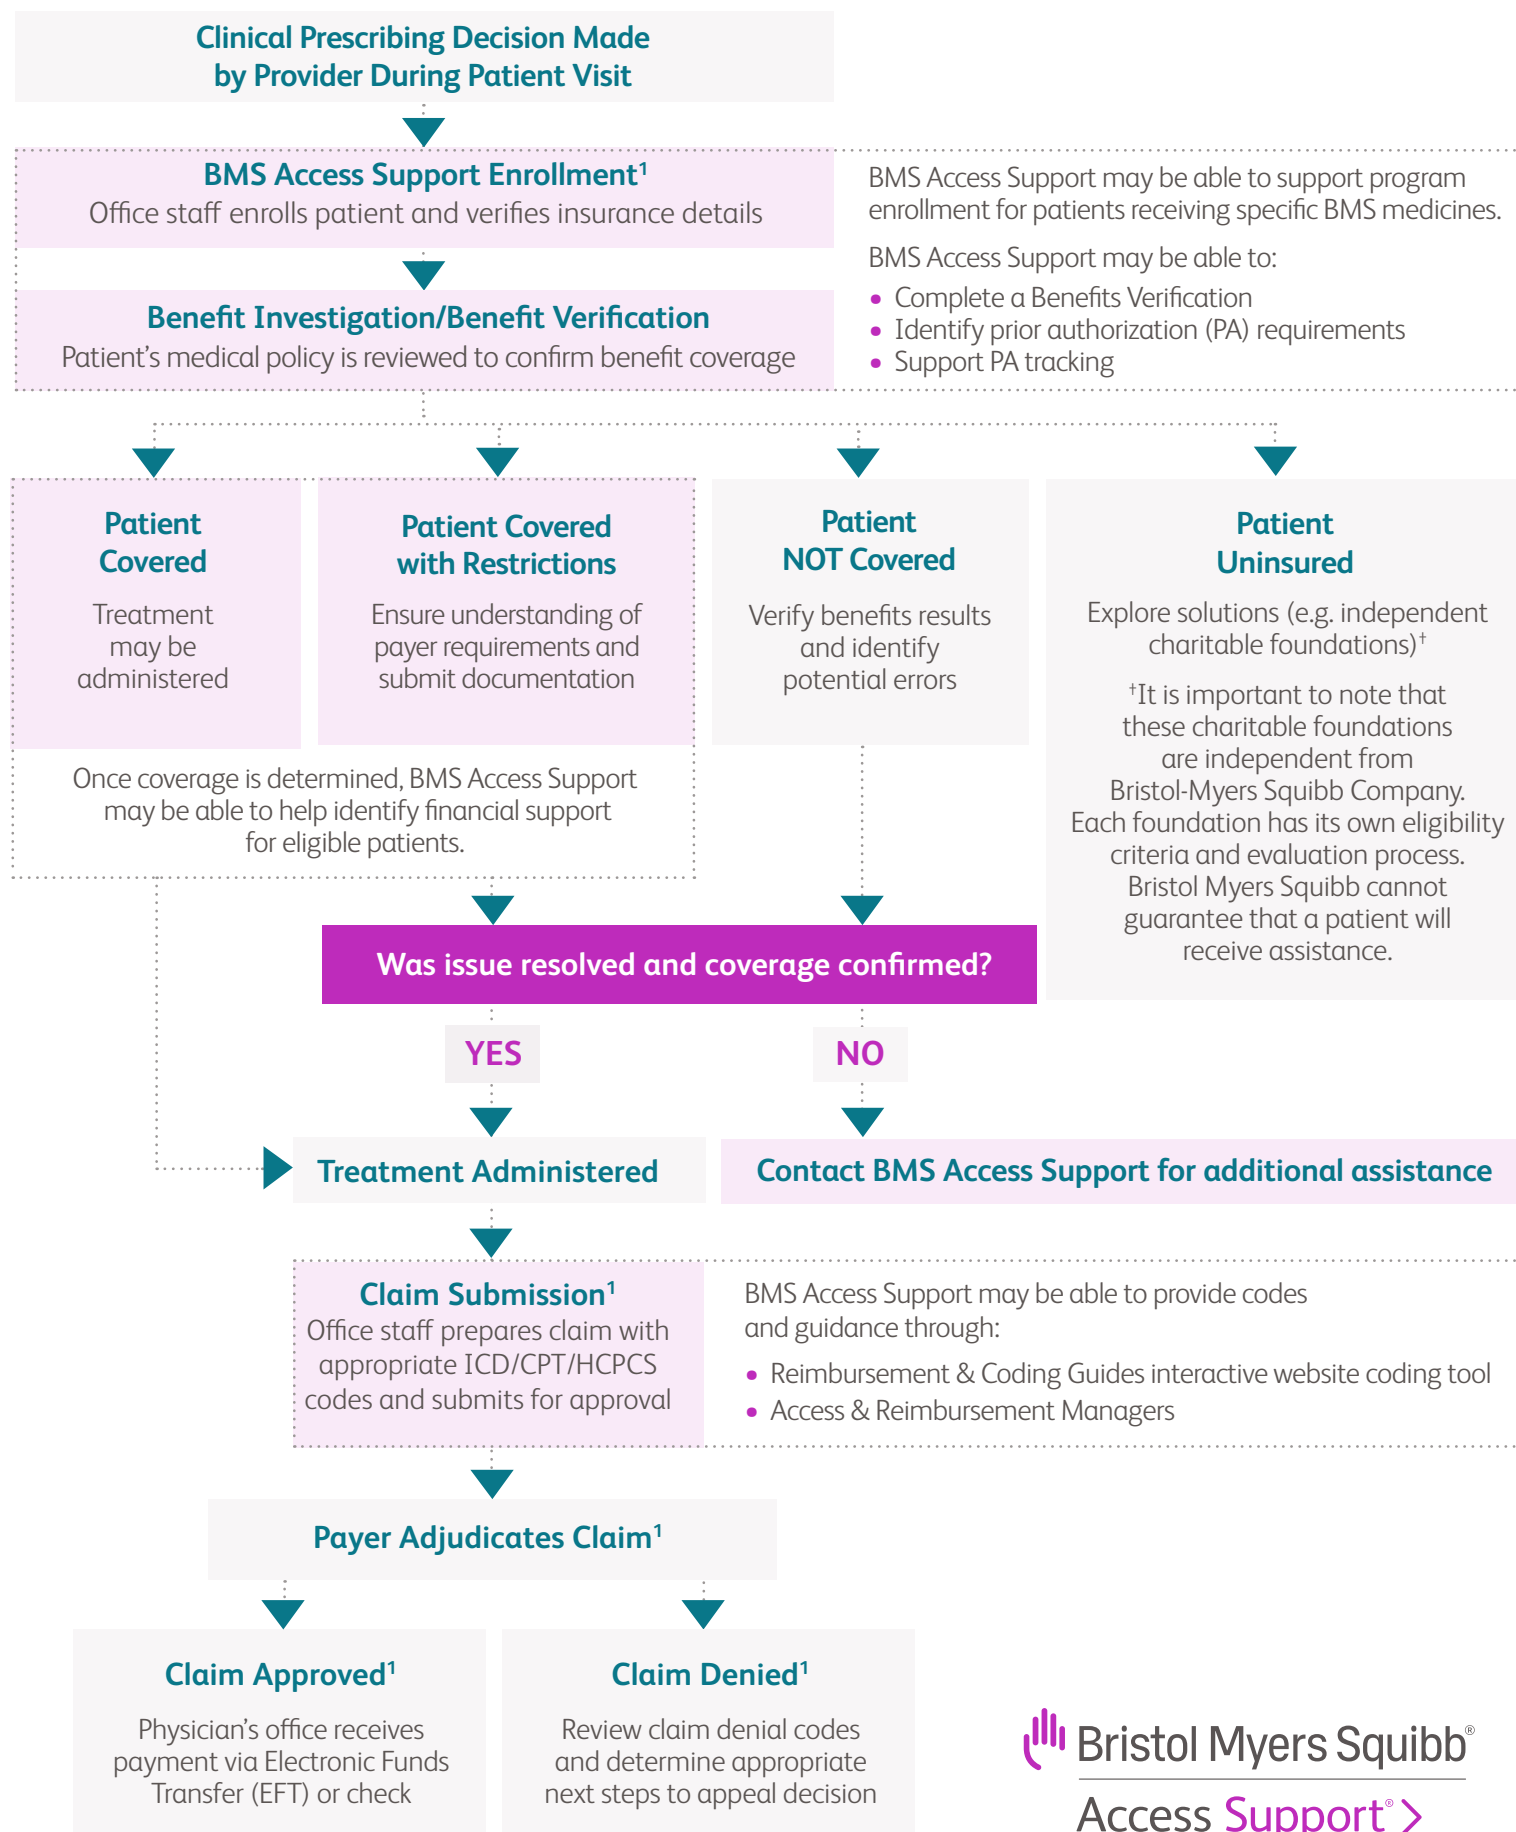 Clinical Prescribing Decision Made
by Provider During Patient Visit
BMS Access Support Enrollment¹
Office staff enrolls patient and verifies insurance details
BMS Access Support may be able to support program
enrollment for patients receiving specific BMS medicines.
BMS Access Support may be able to:
• Complete a Benefits Verification
• Identify prior authorization (PA) requirements
• Support PA tracking
Benefit Investigation/Benefit Verification
Patient's medical policy is reviewed to confirm benefit coverage
Patient
Covered
Treatment
may be
administered
Patient Covered
with Restrictions
Ensure understanding of
payer requirements and
submit documentation
Once coverage is determined, BMS Access Support
may be able to help identify financial support
for eligible patients.
Patient
NOT Covered
Verify benefits results
and identify
potential errors
Patient
Uninsured
Explore solutions (e.g. independent
charitable foundations)†
†It is important to note that
these charitable foundations
are independent from
Bristol-Myers Squibb Company.
Each foundation has its own eligibility
criteria and evaluation process.
Bristol Myers Squibb cannot
guarantee that a patient will
receive assistance.
Was issue resolved and coverage confirmed?
YES
NO
Treatment Administered
Contact BMS Access Support for additional assistance
Claim Submission¹
Office staff prepares claim with
appropriate ICD/CPT/HCPCS
codes and submits for approval
BMS Access Support may be able to provide codes
and guidance through:
• Reimbursement & Coding Guides interactive website coding tool
• Access & Reimbursement Managers
Payer Adjudicates Claim¹
Claim Approved¹
Physician's office receives
payment via Electronic Funds
Transfer (EFT) or check
Claim Denied¹
Review claim denial codes
and determine appropriate
next steps to appeal decision
Bristol Myers Squibb®
Access Support®